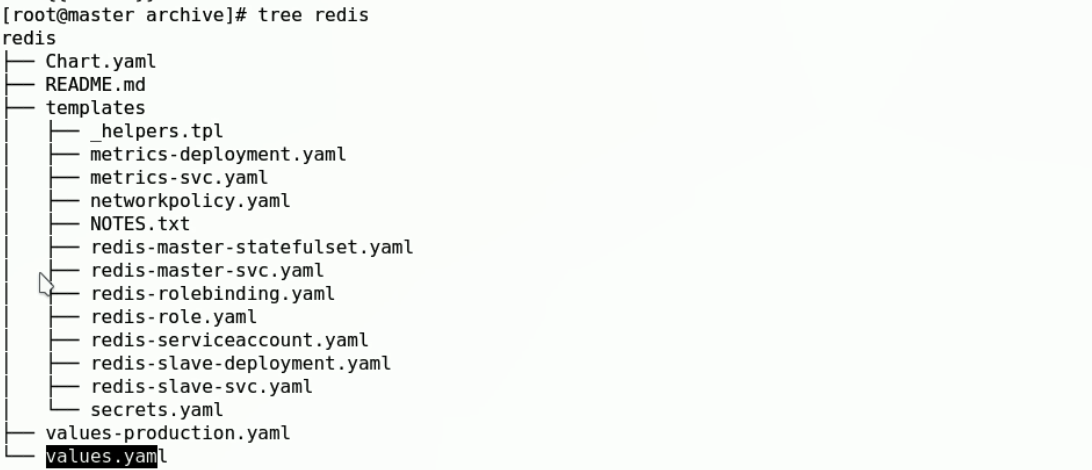 [root@master archive]# tree redis
redis
├── Chart.yaml
├── README.md
├── templates
│   ├── _helpers.tpl
│   ├── metrics-deployment.yaml
│   ├── metrics-svc.yaml
│   ├── networkpolicy.yaml
│   ├── NOTES.txt
│   ├── redis-master-statefulset.yaml
│   ├── redis-master-svc.yaml
│   ├── redis-rolebinding.yaml
│   ├── redis-role.yaml
│   ├── redis-serviceaccount.yaml
│   ├── redis-slave-deployment.yaml
│   ├── redis-slave-svc.yaml
│   └── secrets.yaml
├── values-production.yaml
└── values.yaml